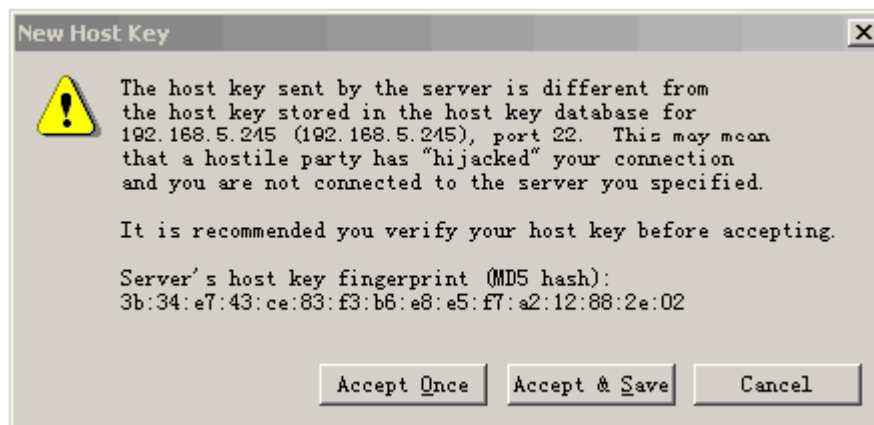 New Host Key
The host key sent by the server is different from
the host key stored in the host key database for
192.168.5.245 (192.168.5.245), port 22.  This may mean
that a hostile party has "hijacked" your connection
and you are not connected to the server you specified.
It is recommended you verify your host key before accepting.
Server's host key fingerprint (MD5 hash):
3b:34:e7:43:ce:83:f3:b6:e8:e5:f7:a2:12:88:2e:02
Accept Once Accept & Save Cancel